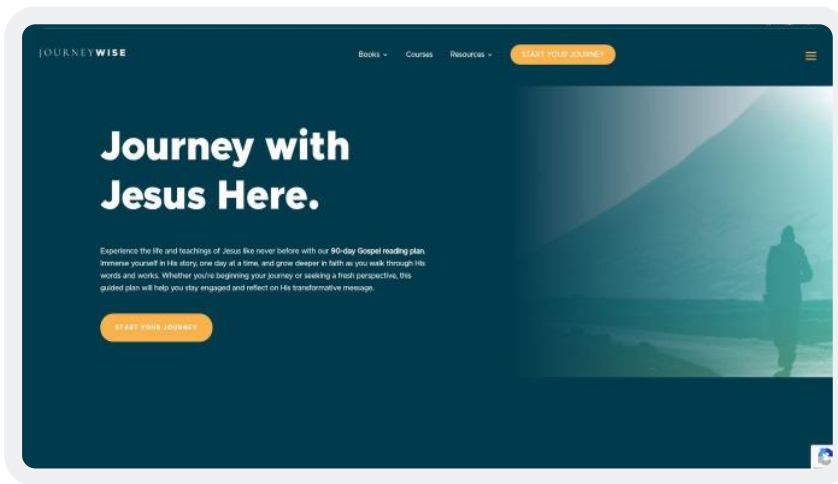 JOURNEYWISE
Books
Courses
Resources
START YOUR JOURNEY
Journey with
Jesus Here.
Experience the life and teachings of Jesus like never before with our 90-day Gospel reading plan.
Immerse yourself in His story, one day at a time, and grow deeper in faith as you walk through His
words and works. Whether you're beginning your journey or seeking a fresh perspective, this
guided plan will help you stay engaged and reflect on His transformative message.
START YOUR JOURNEY